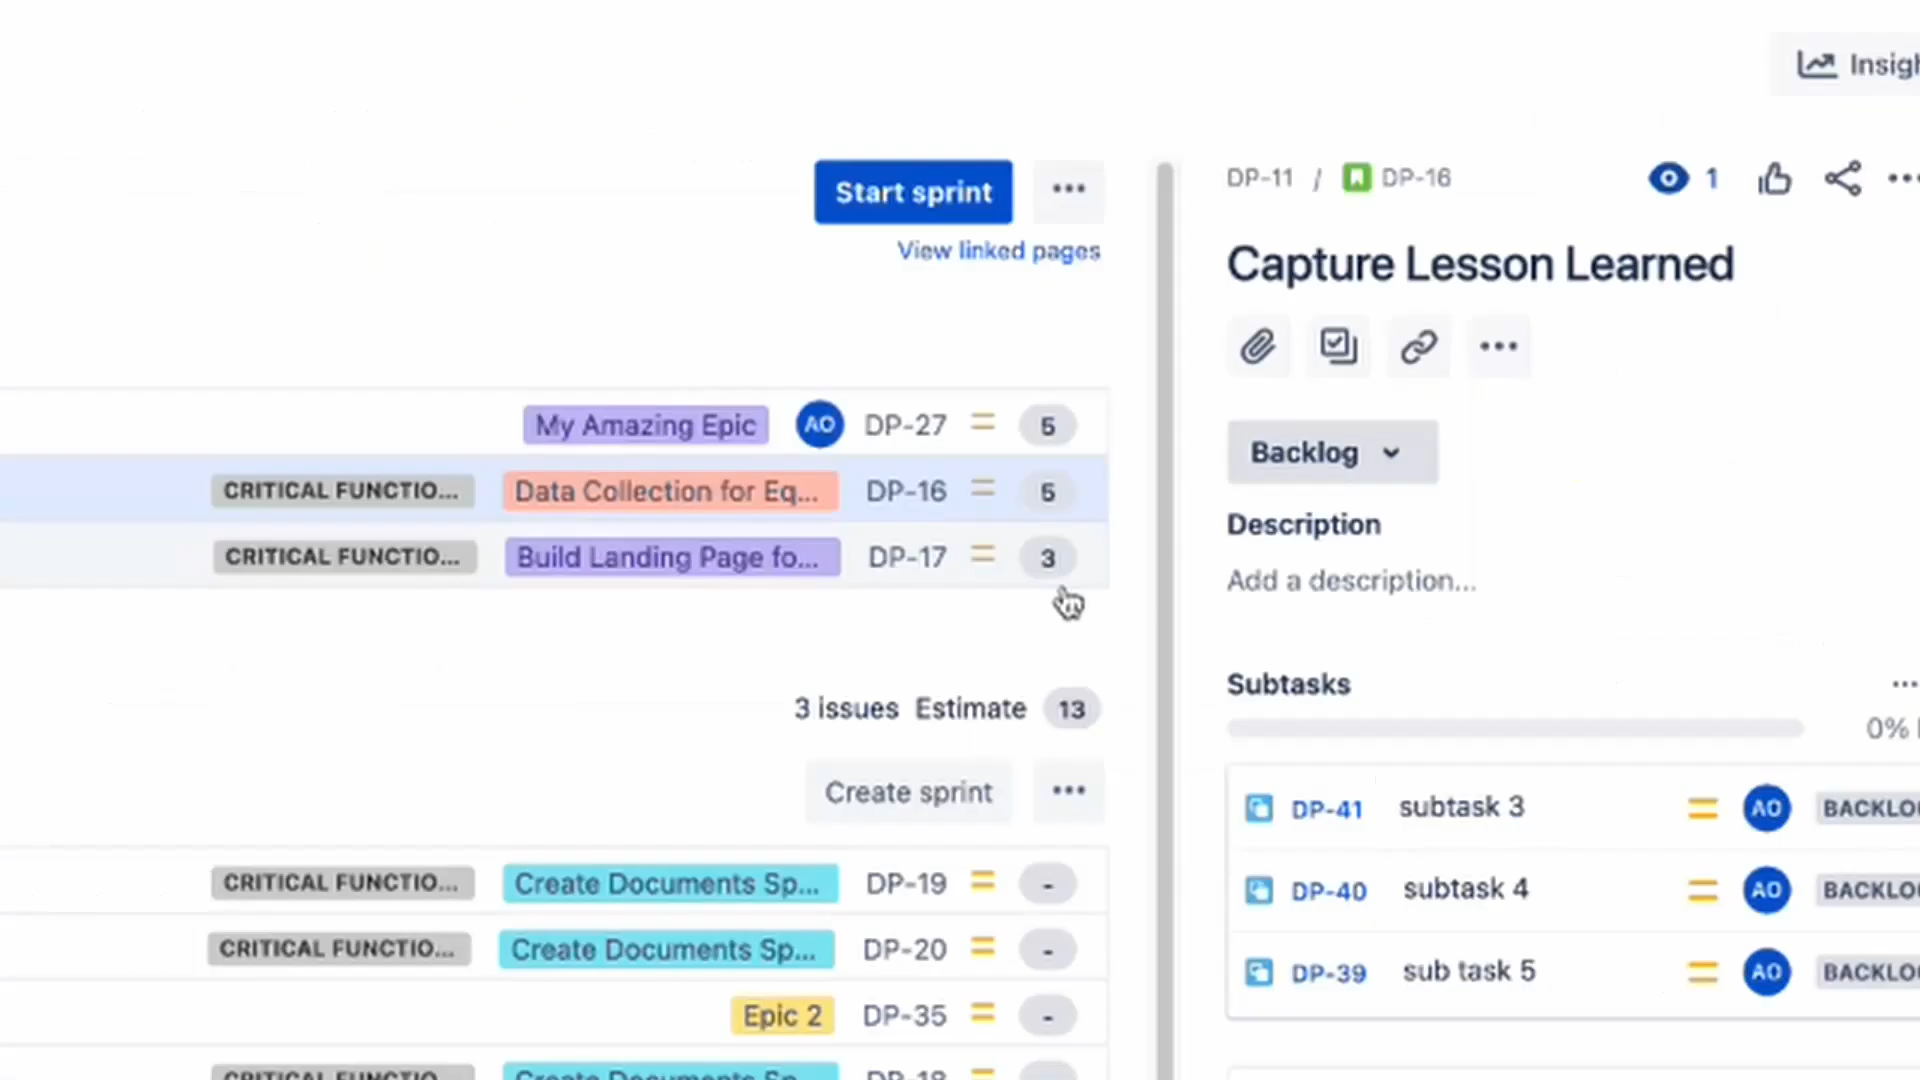 Insigh
Start sprint
View linked pages
My Amazing Epic AO DP-27 5
CRITICAL FUNCTIO... Data Collection for Eq... DP-16 5
CRITICAL FUNCTIO... Build Landing Page fo... DP-17 3
3 issues Estimate 13
Create sprint
CRITICAL FUNCTIO... Create Documents Sp... DP-19 -
CRITICAL FUNCTIO... Create Documents Sp... DP-20 -
Epic 2 DP-35 -
CRITICAL FUNCTIO... Create Documents Sp... DP-18
DP-11 / DP-16 1
Capture Lesson Learned
Backlog
Description
Add a description...
Subtasks
0%
DP-41 subtask 3 AO BACKLO
DP-40 subtask 4 AO BACKLO
DP-39 sub task 5 AO BACKLO